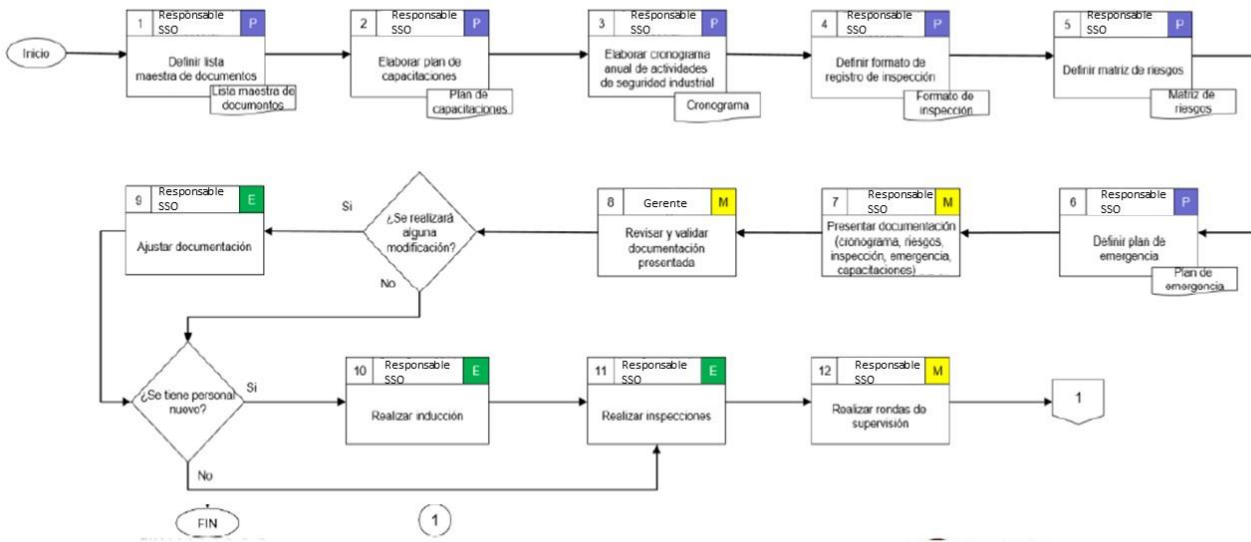 1 Responsable SSO P
Definir lista
maestra de documentos
Lista maestra de
documentos
2 Responsable SSO P
Elaborar plan de
capacitaciones
Plan de
capacitaciones
3 Responsable SSO P
Elaborar cronograma
anual de actividades
de seguridad industrial
Cronograma
4 Responsable SSO P
Definir formato de
registro de inspección
Formato de
inspección
5 Responsable SSO P
Definir matriz de riesgos
Matriz de
riesgos
Inicio
9 Responsable SSO E
Ajustar documentación
Si
¿Se realizará
alguna
modificación?
No
8 Gerente M
Revisar y validar
documentación
presentada
7 Responsable SSO M
Presentar documentación
(cronograma, riesgos,
inspección, emergencia,
capacitaciones)
6 Responsable SSO P
Definir plan de
emergencia
Plan de
emergencia
¿Se tiene personal
nuevo?
Si
No
10 Responsable SSO E
Realizar inducción
11 Responsable SSO E
Realizar inspecciones
12 Responsable SSO M
Realizar rondas de
supervisión
1
FIN
1